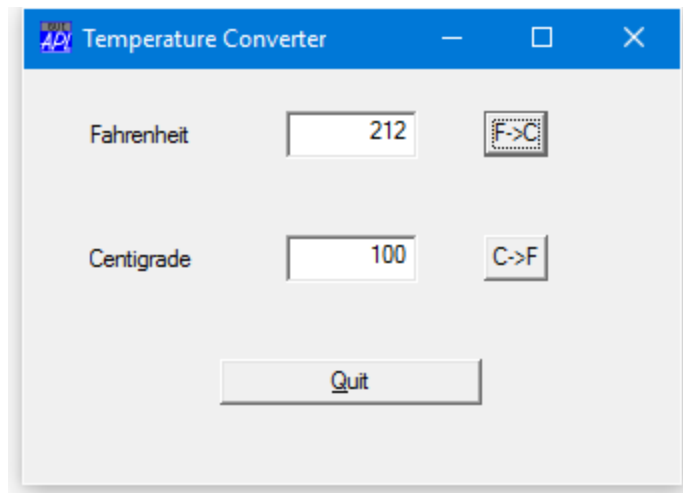 Temperature Converter
Fahrenheit 212 F->C
Centigrade 100 C->F
Quit